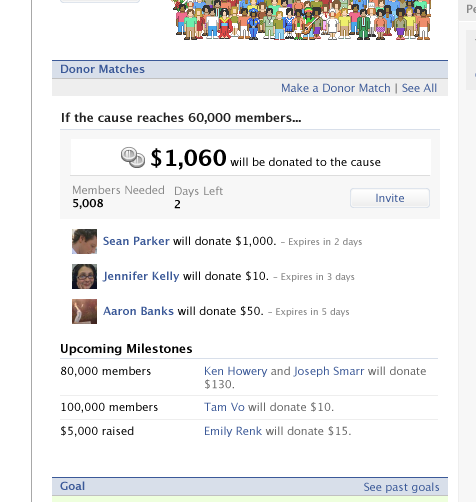 Donor Matches
Make a Donor Match | See All
If the cause reaches 60,000 members...
$1,060 will be donated to the cause
Members Needed Days Left
5,008 2
Invite
Sean Parker will donate $1,000. – Expires in 2 days
Jennifer Kelly will donate $10. – Expires in 3 days
Aaron Banks will donate $50. – Expires in 5 days
Upcoming Milestones
80,000 members Ken Howery and Joseph Smarr will donate
$130.
100,000 members Tam Vo will donate $10.
$5,000 raised Emily Renk will donate $15.
Goal See past goals